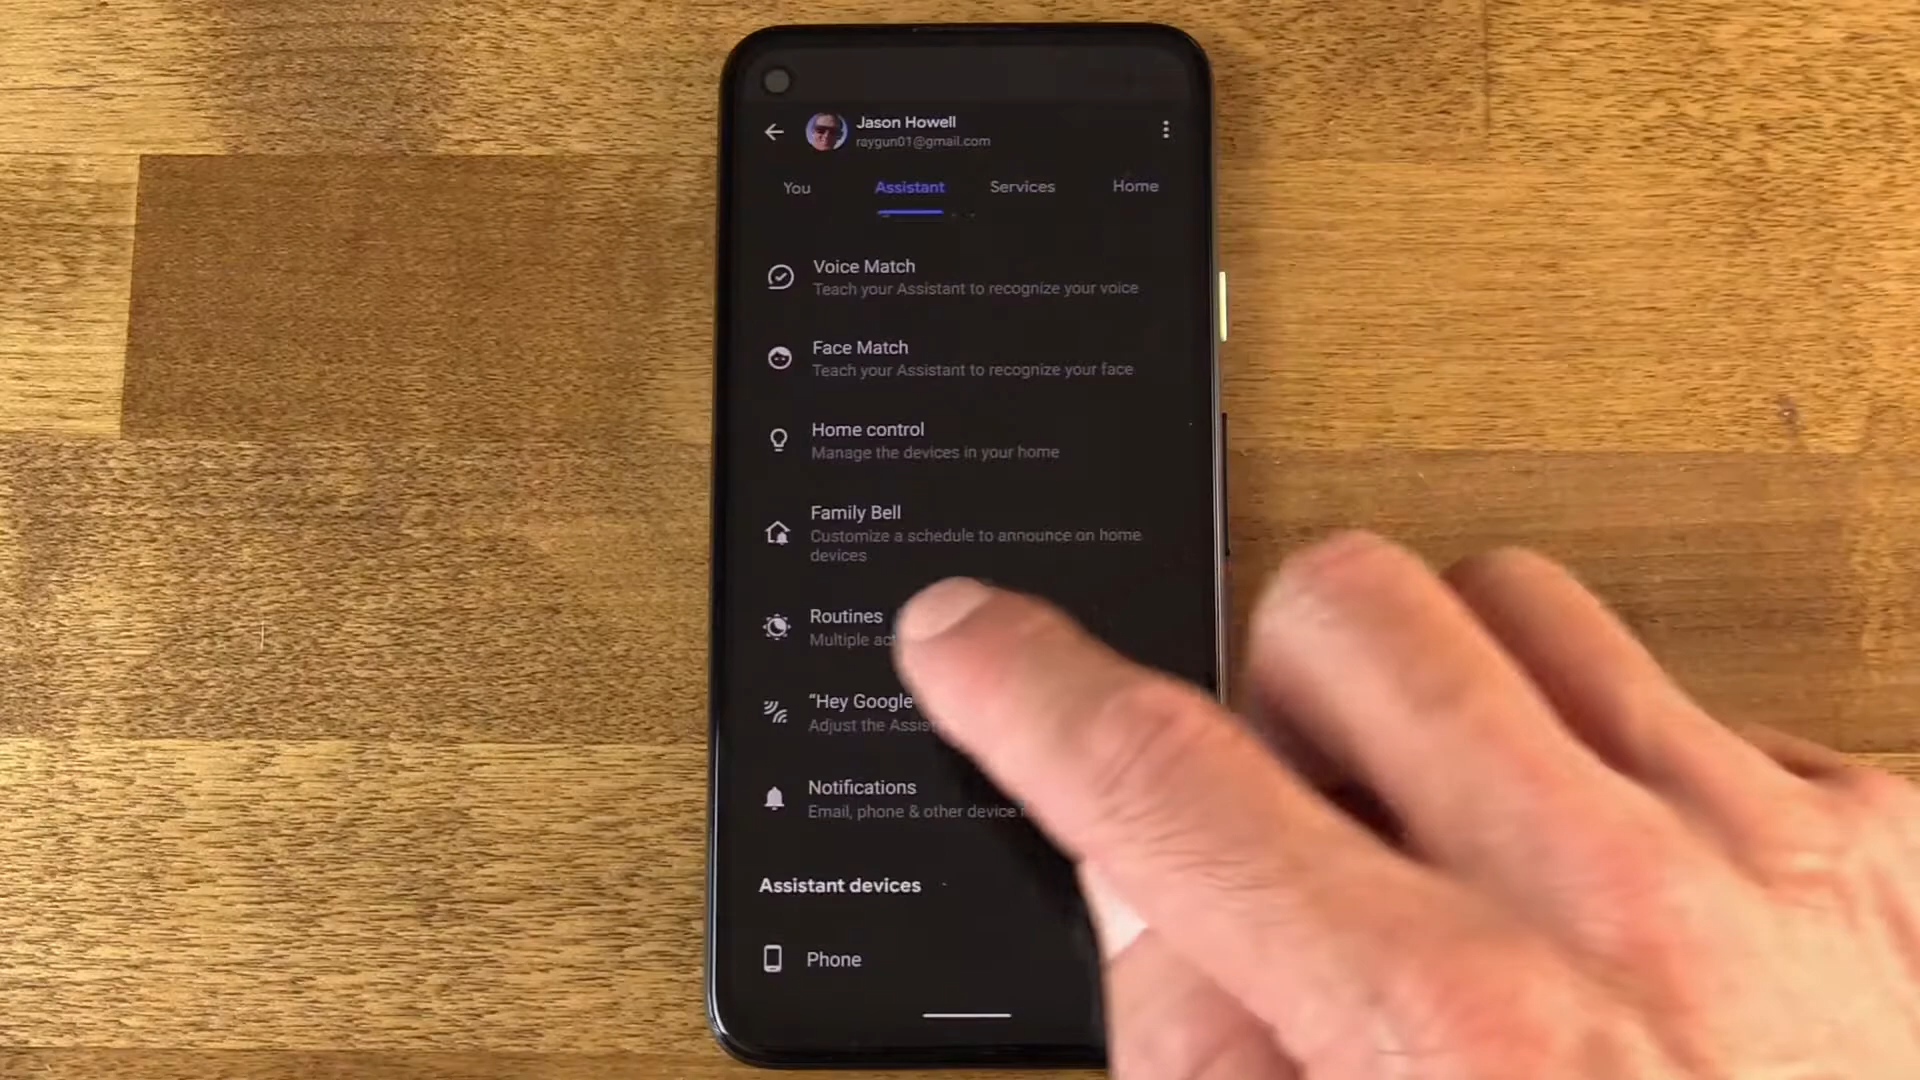 Jason Howell
raygun01@gmail.com
You Assistant Services Home
Voice Match
Teach your Assistant to recognize your voice
Face Match
Teach your Assistant to recognize your face
Home control
Manage the devices in your home
Family Bell
Customize a schedule to announce on home
devices
Routines
Multiple
"Hey Google
Adjust the
Notifications
Email, phone & other device
Assistant devices
Phone